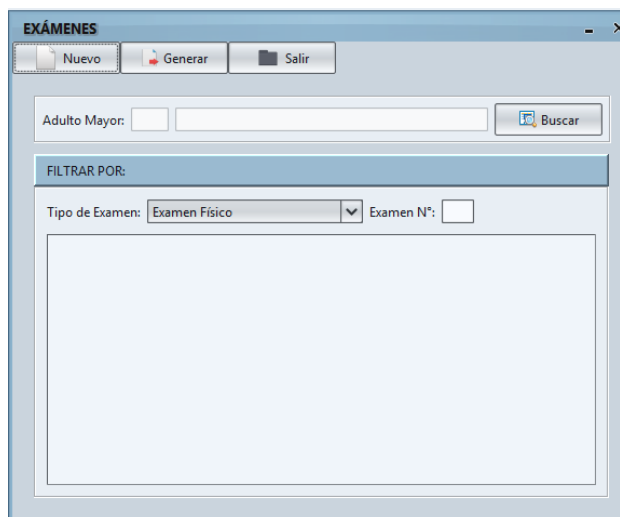 EXÁMENES
Nuevo Generar Salir
Adulto Mayor: Buscar
FILTRAR POR:
Tipo de Examen: Examen Físico Examen N°: